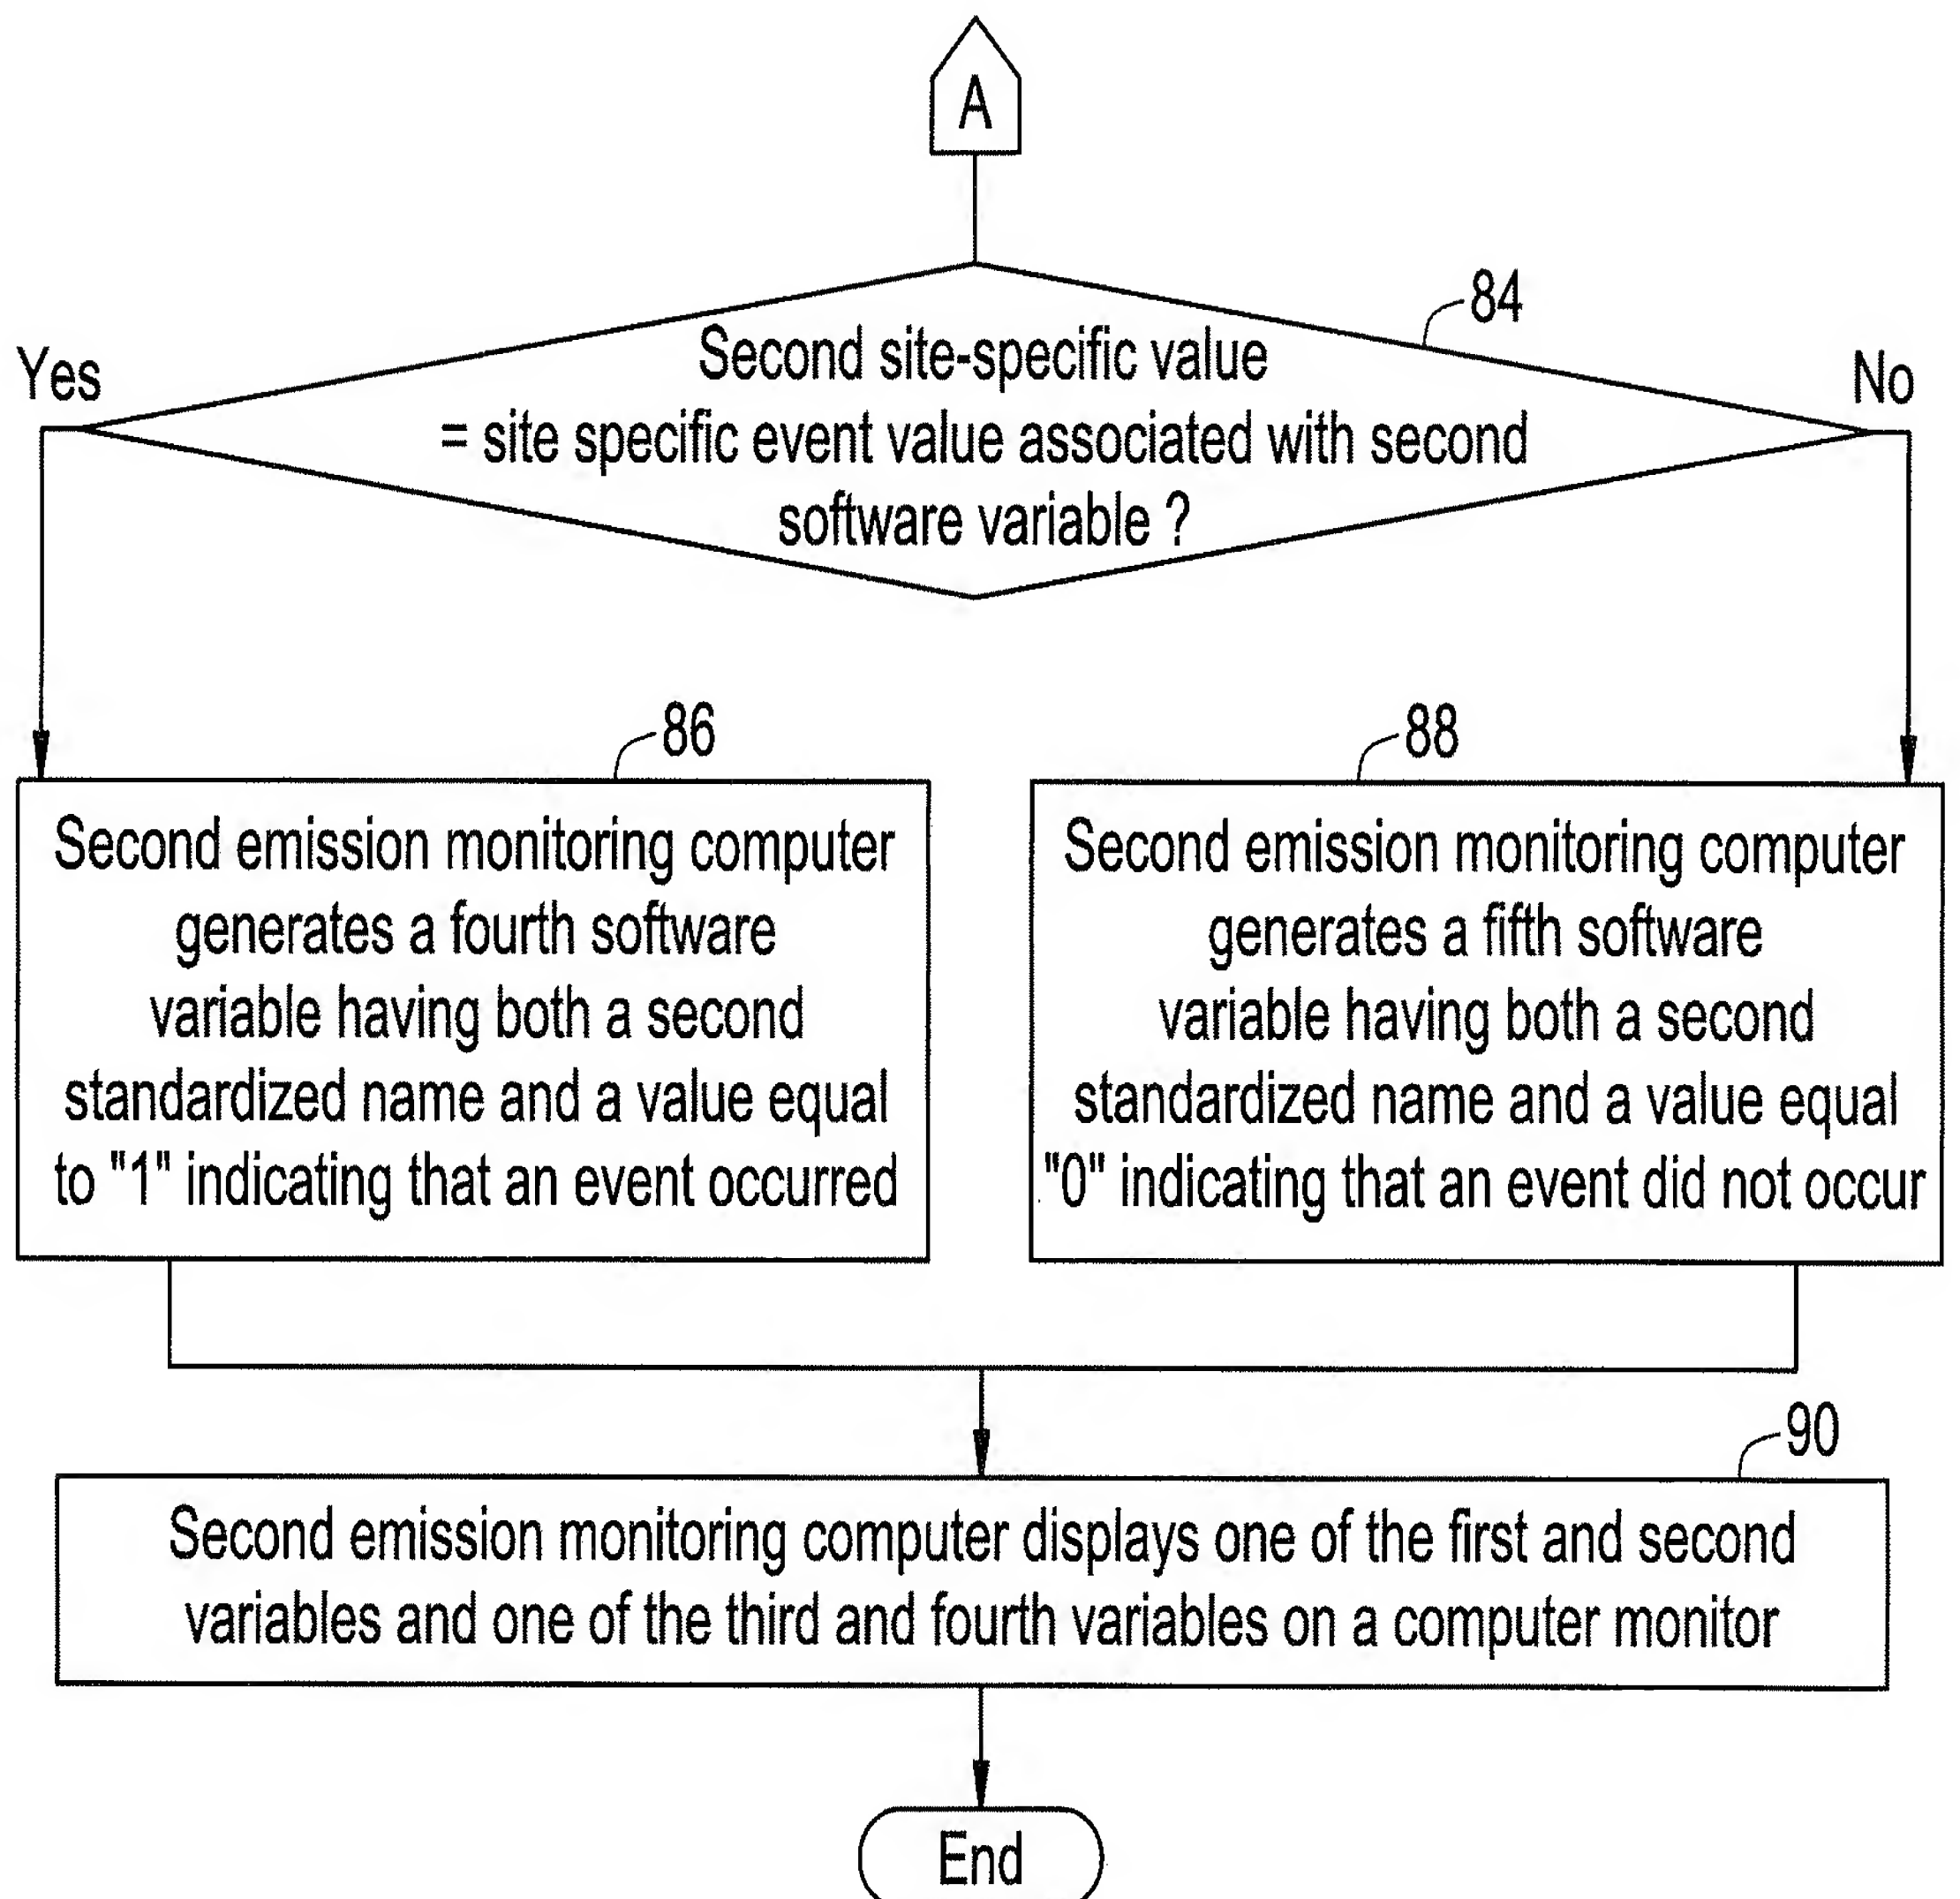 A
84
Yes
No
Second site-specific value
= site specific event value associated with second
software variable ?
86
88
Second emission monitoring computer
generates a fourth software
variable having both a second
standardized name and a value equal
to "1" indicating that an event occurred
Second emission monitoring computer
generates a fifth software
variable having both a second
standardized name and a value equal
"0" indicating that an event did not occur
90
Second emission monitoring computer displays one of the first and second
variables and one of the third and fourth variables on a computer monitor
End